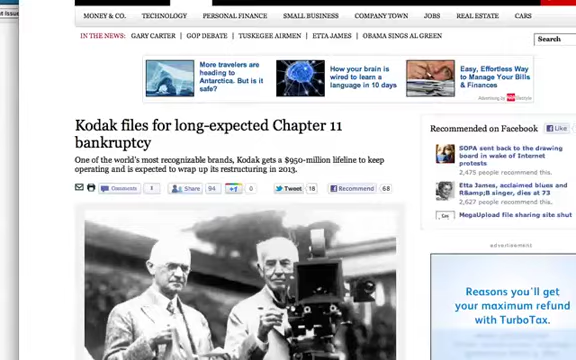 MONEY & CO. TECHNOLOGY PERSONAL FINANCE SMALL BUSINESS COMPANY TOWN JOBS REAL ESTATE CARS
IN THE NEWS: GARY CARTER | GOP DEBATE | TUSKEGEE AIRMEN | ETTA JAMES | OBAMA SINGS AL GREEN
Search
More travelers are
heading to
Antarctica. But is it
safe?
How your brain is
wired to learn a
language in 10 days
Easy, Effortless Way
to Manage Your Bills
& Finances
Advertising by
Kodak files for long-expected Chapter 11
bankruptcy
One of the world's most recognizable brands, Kodak gets a $950-million lifeline to keep
operating and is expected to wrap up its restructuring in 2013.
Comments
Share 94
+1 0
Tweet 18
Recommend 68
Recommended on Facebook
Like
SOPA sent back to the drawing
board in wake of Internet
protests
2,475 people recommend this.
Etta James, acclaimed blues and
R&amp;B singer, dies at 73
2,627 people recommend this.
MegaUpload file sharing site shut
advertisement
Reasons you'll get
your maximum refund
with TurboTax.